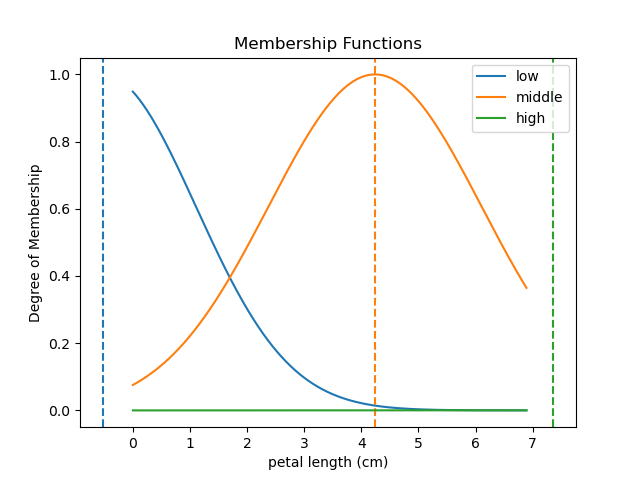 Membership Functions
low
middle
high
Degree of Membership
1.0
0.8
0.6
0.4
0.2
0.0
0 1 2 3 4 5 6 7
petal length (cm)